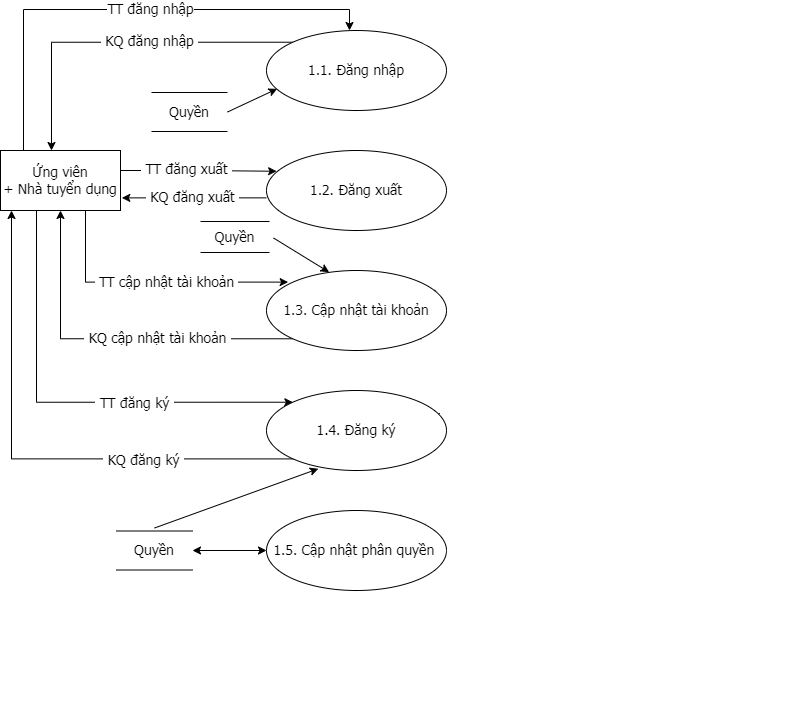 TT đăng nhập
KQ đăng nhập
1.1. Đăng nhập
Quyền
Ứng viên
+ Nhà tuyển dụng
TT đăng xuất
1.2. Đăng xuất
KQ đăng xuất
Quyền
TT cập nhật tài khoản
1.3. Cập nhật tài khoản
KQ cập nhật tài khoản
TT đăng ký
1.4. Đăng ký
KQ đăng ký
Quyền
1.5. Cập nhật phân quyền